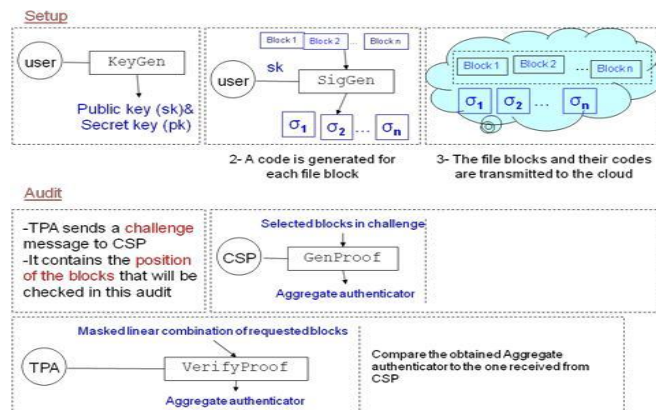 Setup
user
KeyGen
Public key (sk)&
Secret key (pk)
Block 1
Block 2
...
Block n
user
sk
SigGen
σ1
σ2
...
σn
2- A code is generated for
each file block
Block 1
Block 2
...
Block n
σ1
σ2
...
σn
3- The file blocks and their codes
are transmitted to the cloud
Audit
-TPA sends a challenge
message to CSP
-It contains the position
of the blocks that will be
checked in this audit
Selected blocks in challenge
CSP
GenProof
Aggregate authenticator
Masked linear combination of requested blocks
TPA
VerifyProof
Aggregate authenticator
Compare the obtained Aggregate
authenticator to the one received from
CSP